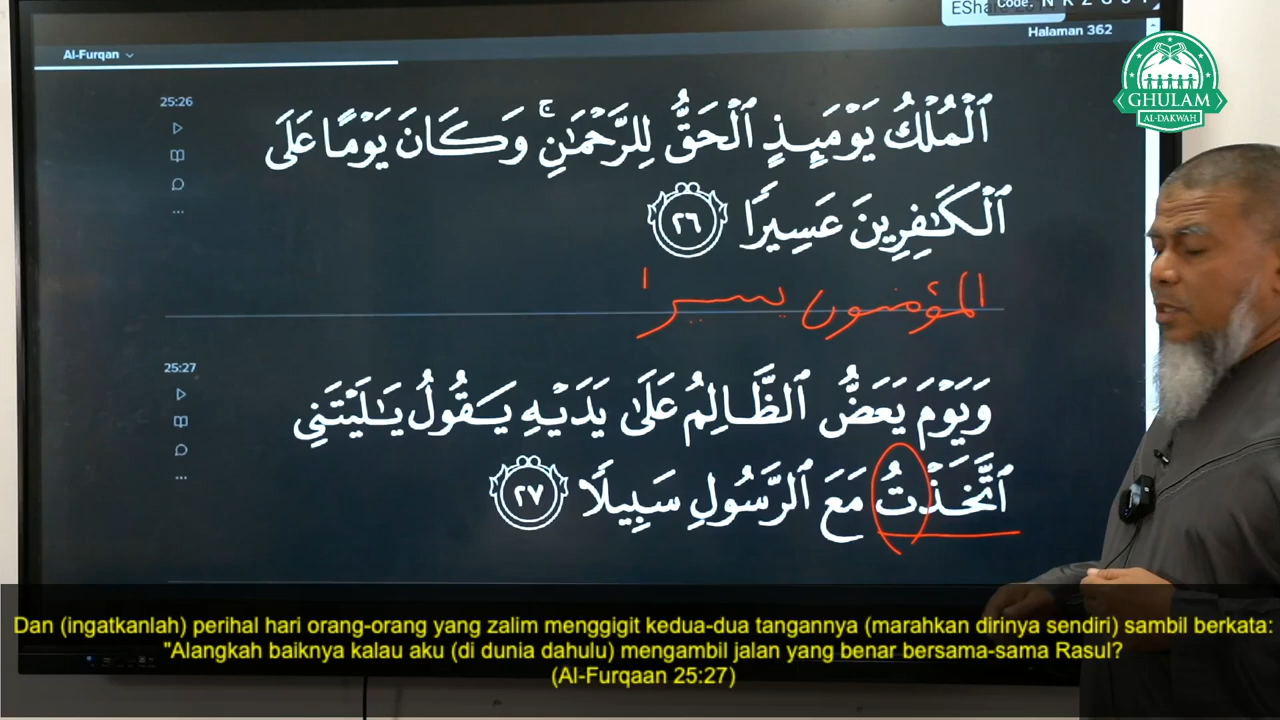 EShare
Code:
Halaman 362
Al-Furqan
GHULAM
AL-DAKWAH
25:26
ٱلْمُلْكُ يَوْمَئِذٍ ٱلْحَقُّ لِلرَّحْمَٰنِ ۚ وَكَانَ يَوْمًا عَلَى
ٱلْكَٰفِرِينَ عَسِيرًا ٢٦
المؤمنون يسيرا
25:27
وَيَوْمَ يَعَضُّ ٱلظَّالِمُ عَلَىٰ يَدَيْهِ يَقُولُ يَٰلَيْتَنِى
ٱتَّخَذْتُ مَعَ ٱلرَّسُولِ سَبِيلًا ٢٧
Dan (ingatkanlah) perihal hari orang-orang yang zalim menggigit kedua-dua tangannya (marahkan dirinya sendiri) sambil berkata:
"Alangkah baiknya kalau aku (di dunia dahulu) mengambil jalan yang benar bersama-sama Rasul?
(Al-Furqaan 25:27)